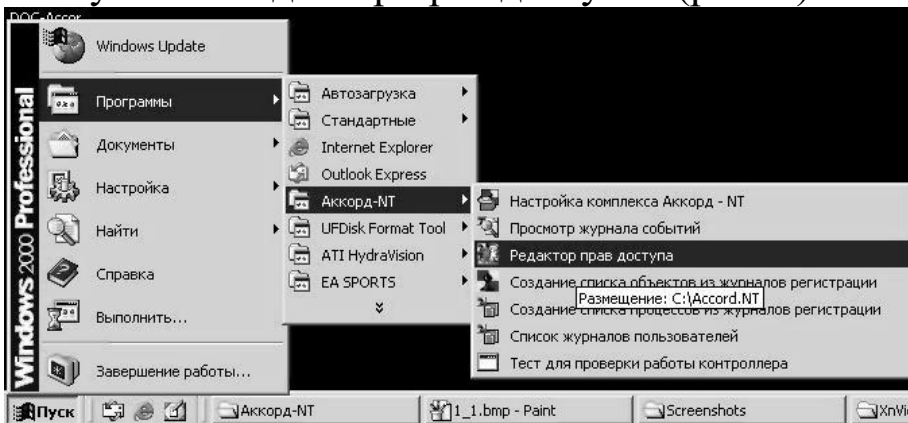 DOC-Accor
Windows Update
Программы
Документы
Настройка
Найти
Справка
Выполнить...
Завершение работы...
Windows 2000 Professional
Автозагрузка
Стандартные
Internet Explorer
Outlook Express
Аккорд-NT
UFDisk Format Tool
ATI HydraVision
EA SPORTS
Настройка комплекса Аккорд - NT
Просмотр журнала событий
Редактор прав доступа
Создание списка объектов из журналов регистрации
Размещение: C:\Accord.NT
Создание списка процессов из журналов регистрации
Список журналов пользователей
Тест для проверки работы контроллера
Пуск
Аккорд-NT
1_1.bmp - Paint
Screenshots
XnVi